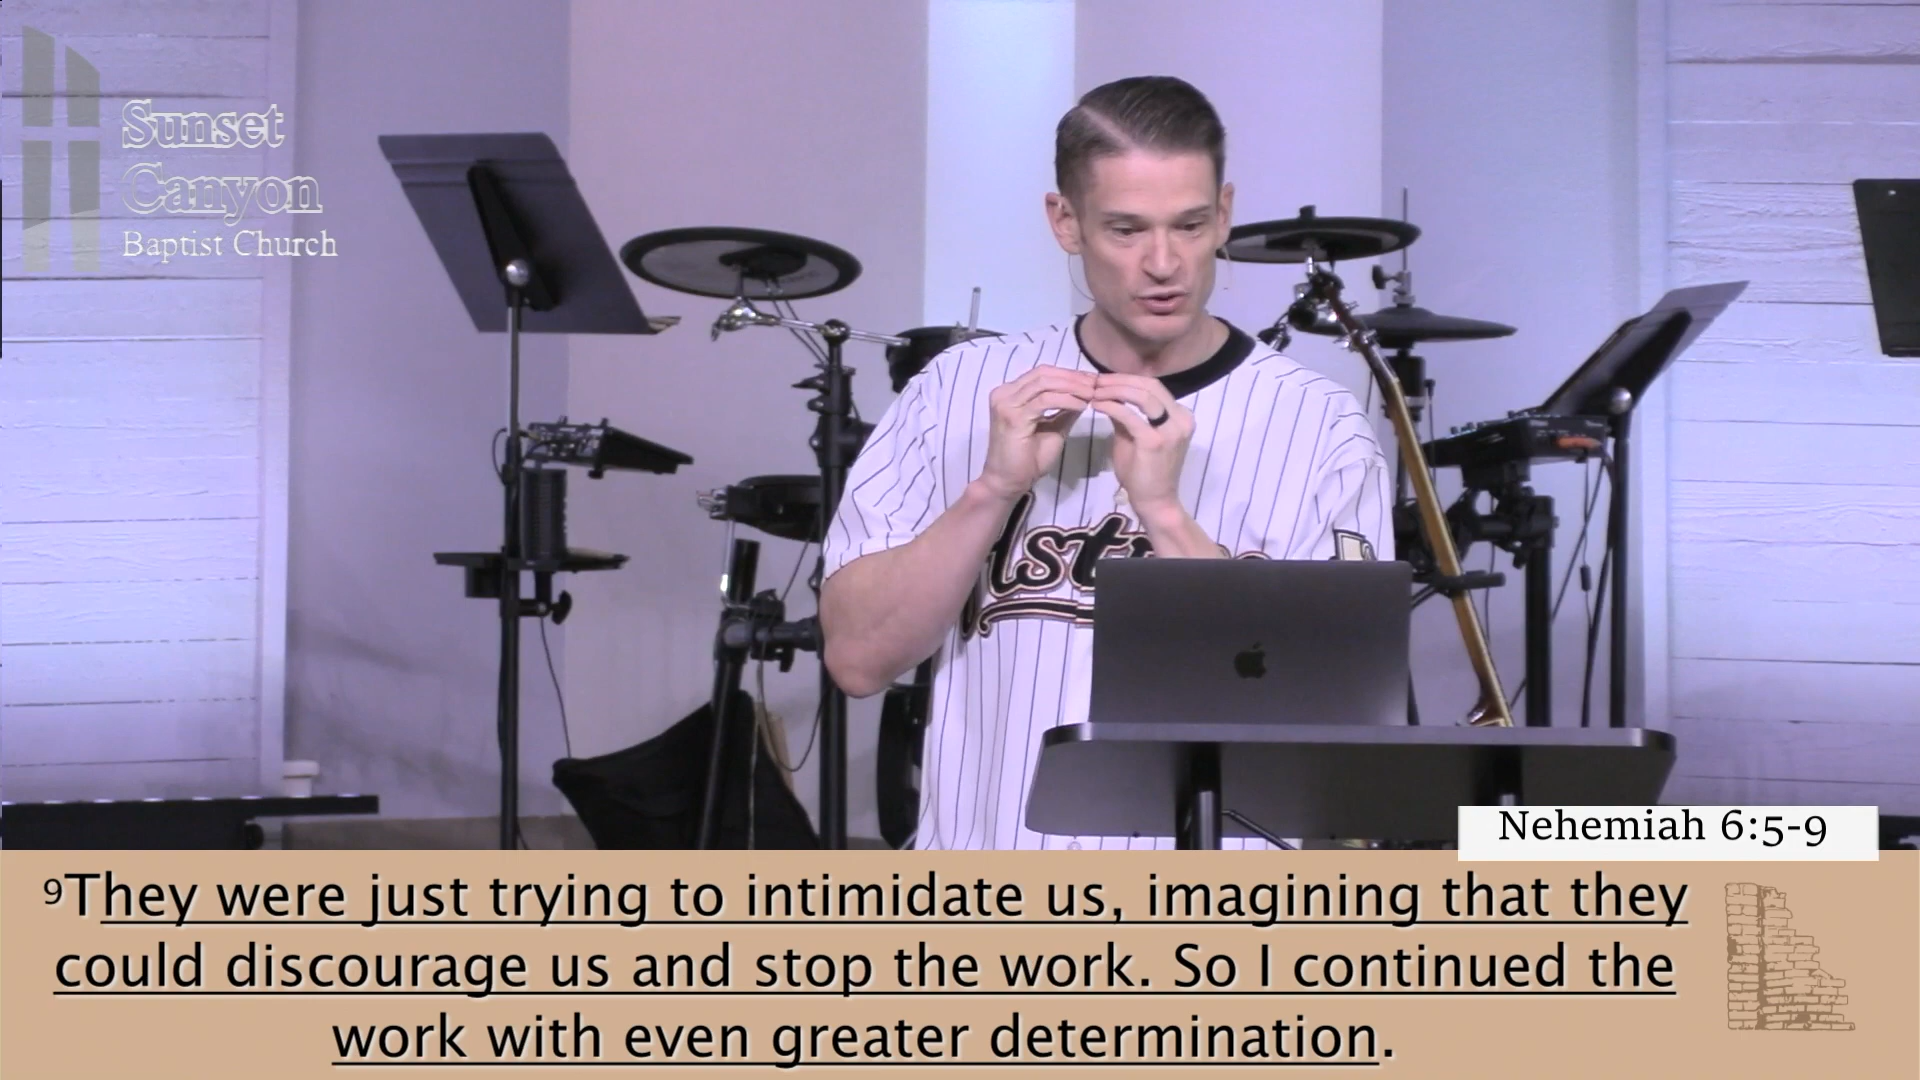 Sunset
Canyon
Baptist Church
Nehemiah 6:5-9
⁹They were just trying to intimidate us, imagining that they
could discourage us and stop the work. So I continued the
work with even greater determination.